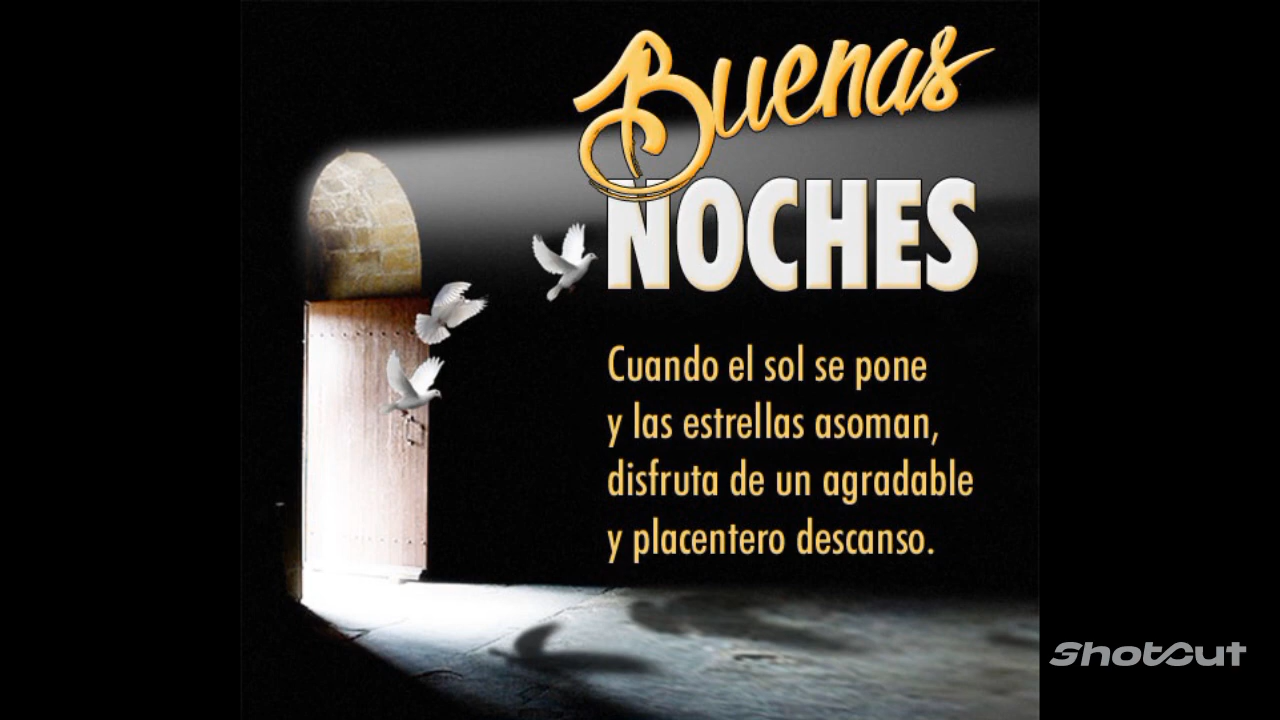 Buenas
NOCHES
Cuando el sol se pone
y las estrellas asoman,
disfruta de un agradable
y placentero descanso.
ShotCut